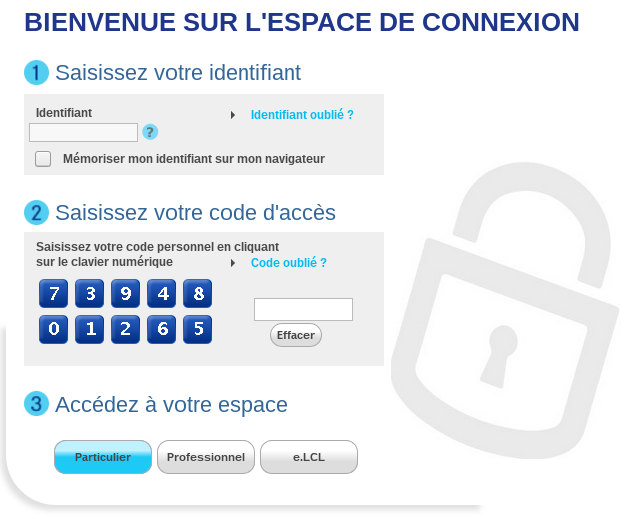 BIENVENUE SUR L'ESPACE DE CONNEXION
1 Saisissez votre identifiant
Identifiant
Identifiant oublié ?
?
Mémoriser mon identifiant sur mon navigateur
2 Saisissez votre code d'accès
Saisissez votre code personnel en cliquant
sur le clavier numérique
Code oublié ?
7 3 9 4 8
0 1 2 6 5
Effacer
3 Accédez à votre espace
Particulier Professionnel e.LCL